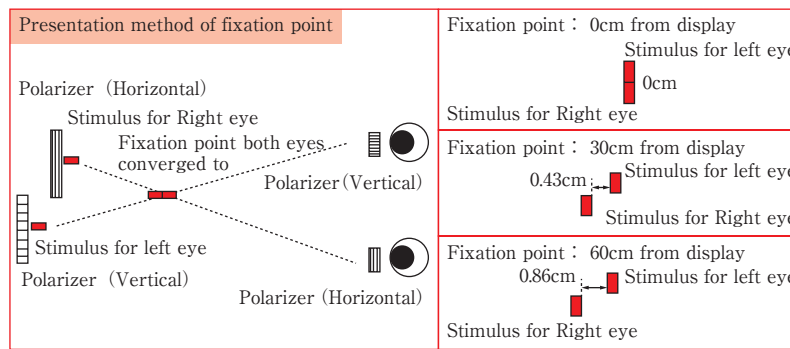 Presentation method of fixation point
Polarizer (Horizontal)
Stimulus for Right eye
Fixation point both eyes
converged to
Polarizer (Vertical)
Stimulus for left eye
Polarizer (Vertical)
Polarizer (Horizontal)
Fixation point : 0cm from display
Stimulus for left eye
0cm
Stimulus for Right eye
Fixation point : 30cm from display
Stimulus for left eye
0.43cm
Stimulus for Right eye
Fixation point : 60cm from display
0.86cm
Stimulus for left eye
Stimulus for Right eye